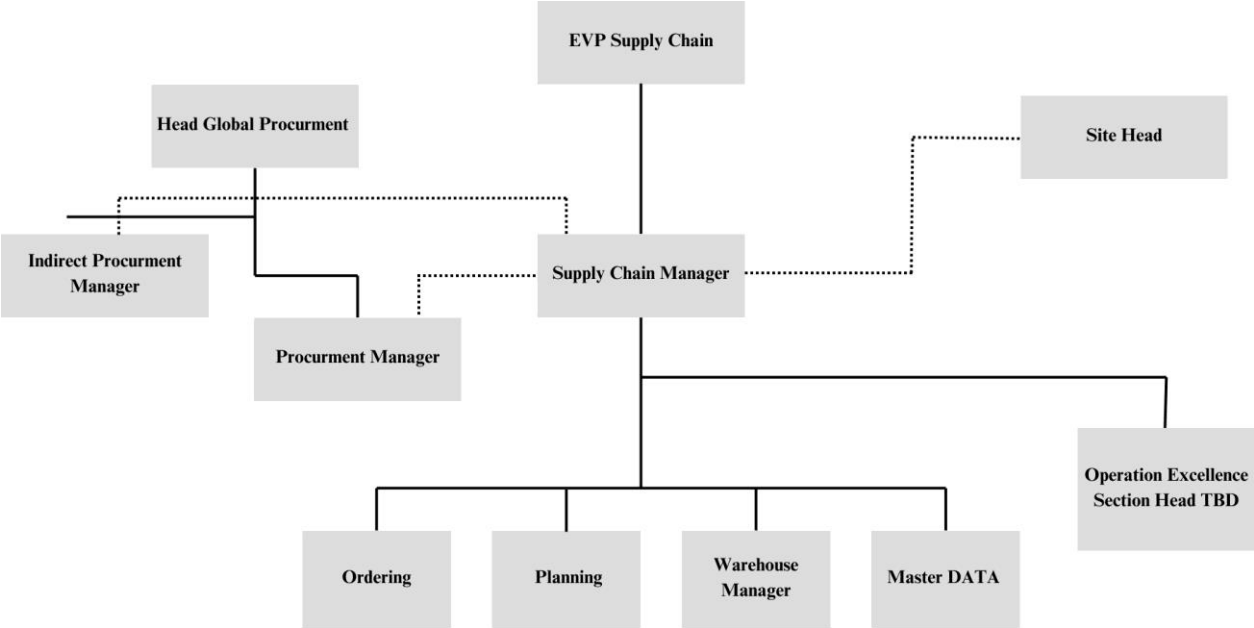 EVP Supply Chain
Head Global Procurment
Site Head
Indirect Procurment
Manager
Supply Chain Manager
Procurment Manager
Operation Excellence
Section Head TBD
Ordering
Planning
Warehouse
Manager
Master DATA